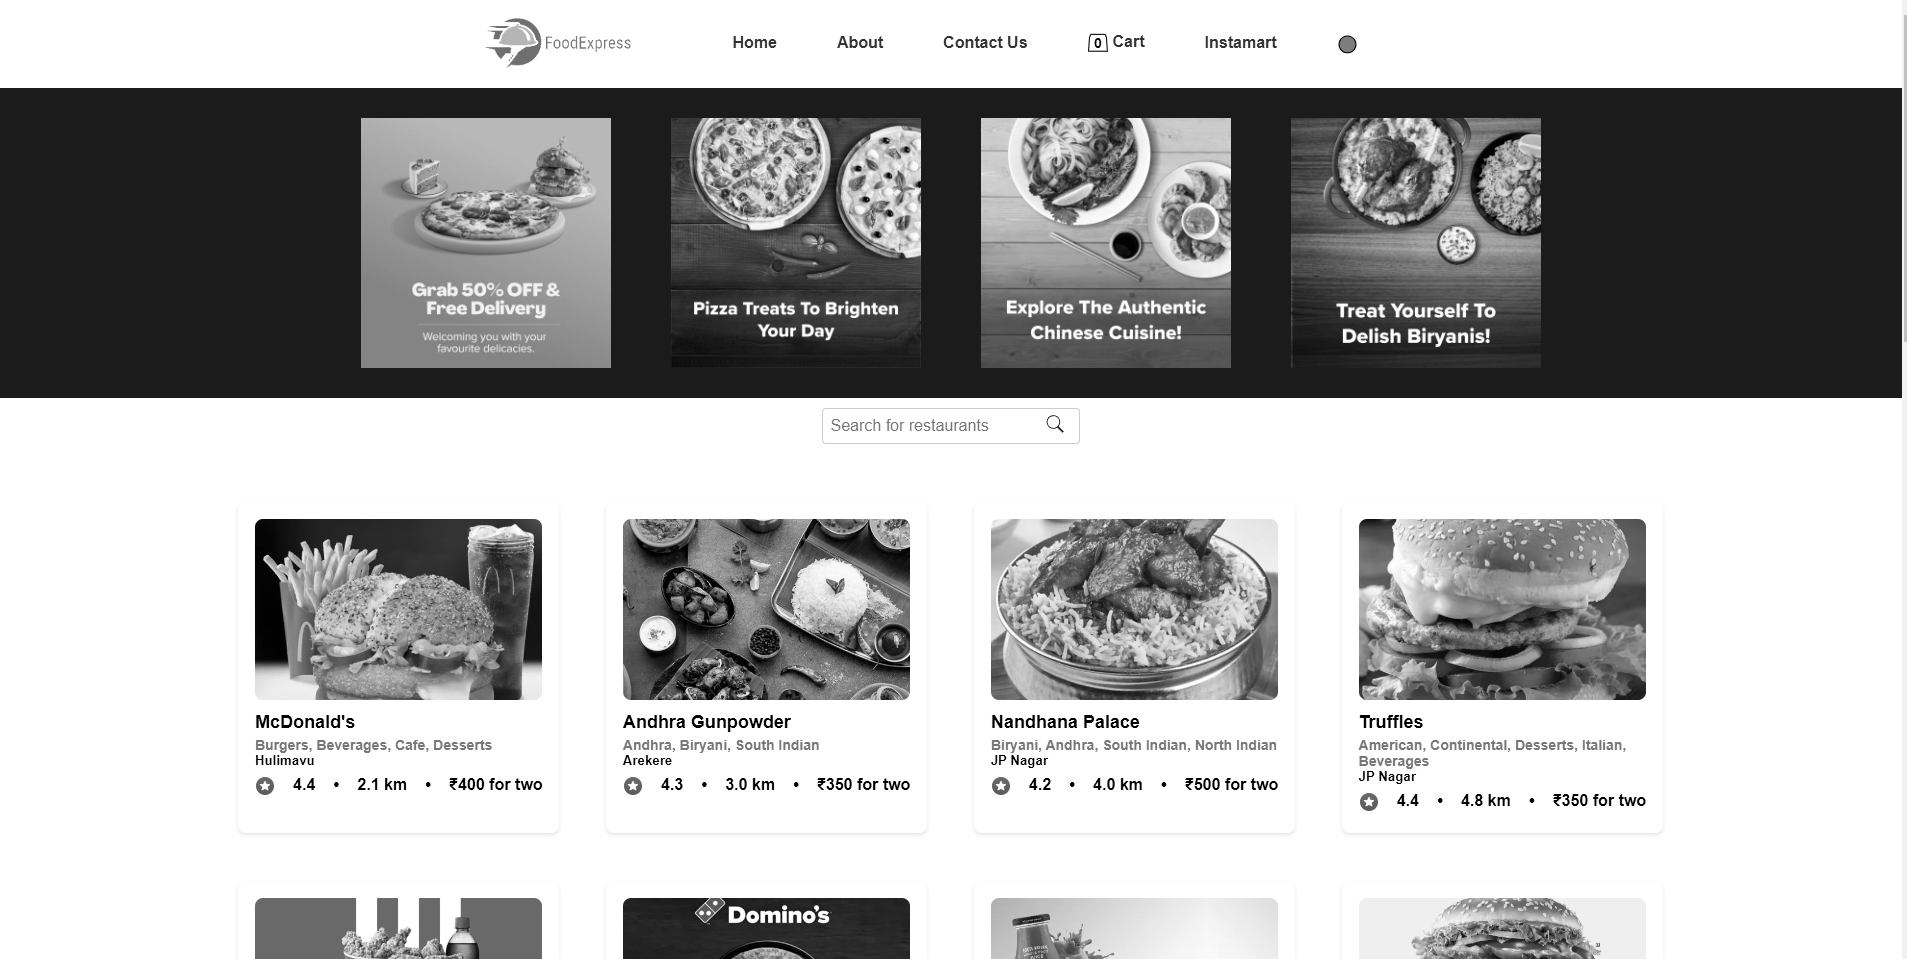 FoodExpress
Home
About
Contact Us
0 Cart
Instamart
Grab 50% OFF &
Free Delivery
Welcoming you with your
favourite delicacies.
Pizza Treats To Brighten
Your Day
Explore The Authentic
Chinese Cuisine!
Treat Yourself To
Delish Biryanis!
Search for restaurants
McDonald's
Burgers, Beverages, Cafe, Desserts
Hulimavu
4.4 • 2.1 km • ₹400 for two
Andhra Gunpowder
Andhra, Biryani, South Indian
Arekere
4.3 • 3.0 km • ₹350 for two
Nandhana Palace
Biryani, Andhra, South Indian, North Indian
JP Nagar
4.2 • 4.0 km • ₹500 for two
Truffles
American, Continental, Desserts, Italian,
Beverages
JP Nagar
4.4 • 4.8 km • ₹350 for two
Domino's